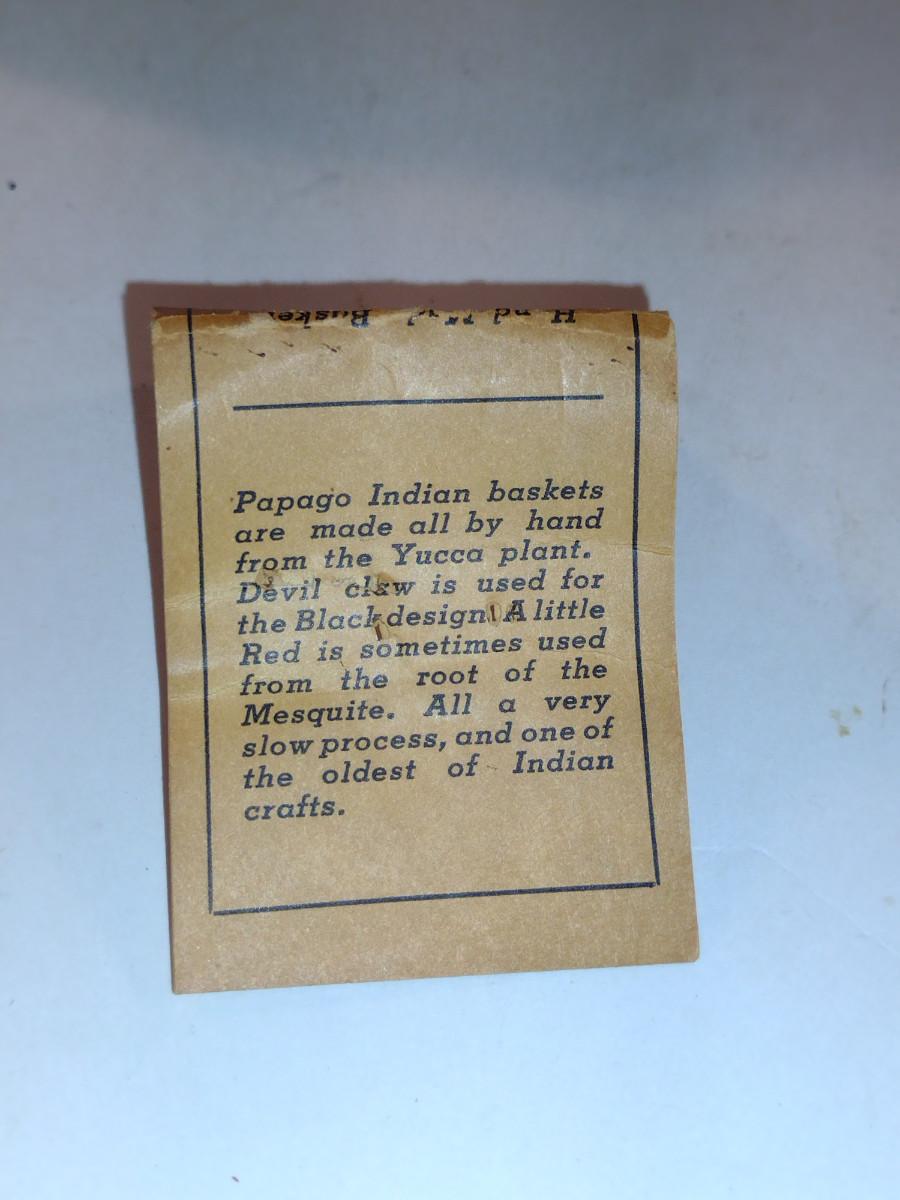 Papago Indian baskets
are made all by hand
from the Yucca plant.
Devil claw is used for
the Black design. A little
Red is sometimes used
from the root of the
Mesquite. All a very
slow process, and one of
the oldest of Indian
crafts.